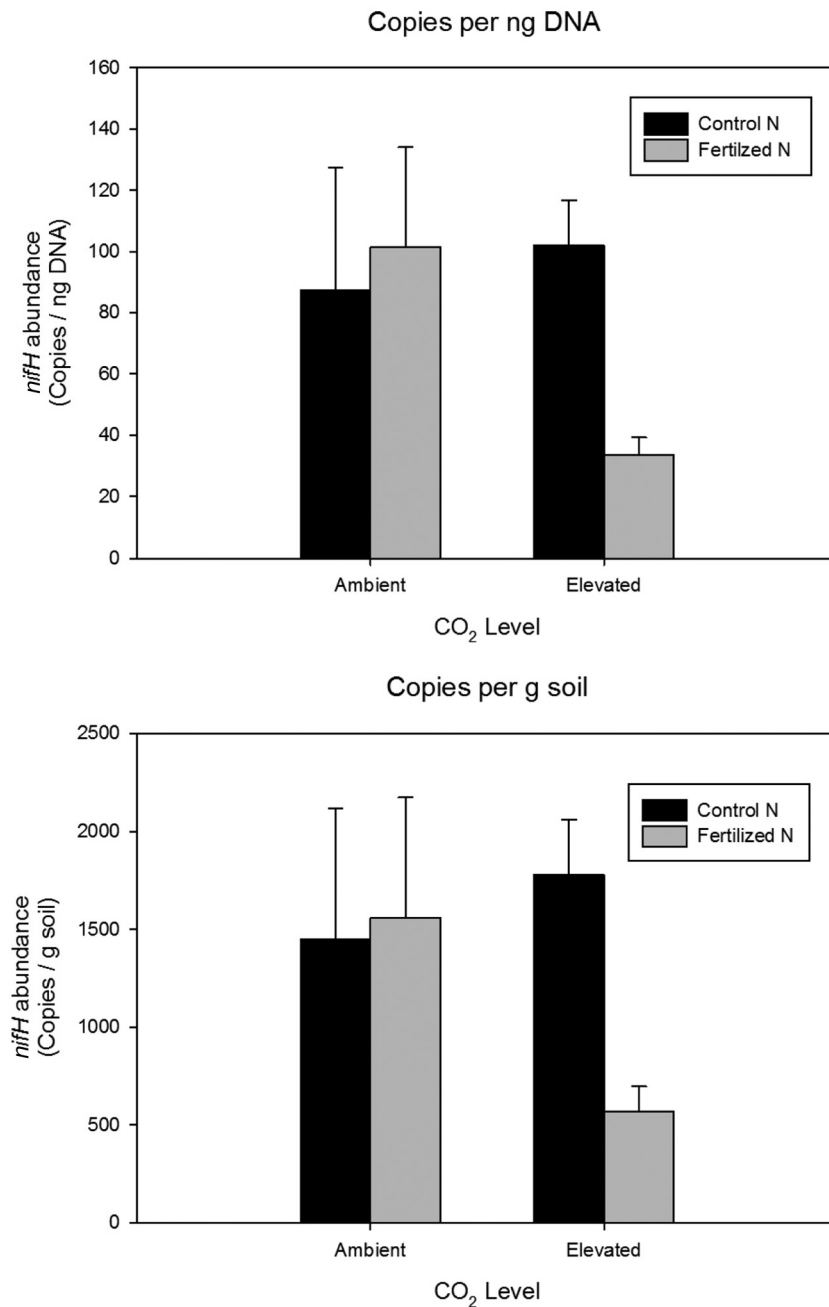 Copies per ng DNA
160
140
120
100
80
60
40
20
0
nifH abundance
(Copies / ng DNA)
Control N
Fertilzed N
Ambient
Elevated
CO2 Level
Copies per g soil
2500
2000
1500
1000
500
0
nifH abundance
(Copies / g soil)
Control N
Fertilized N
Ambient
Elevated
CO2 Level